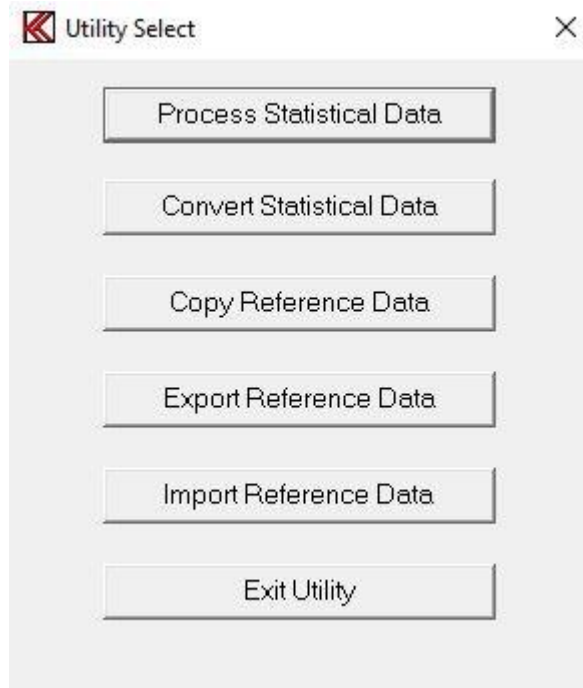 Utility Select
Process Statistical Data
Convert Statistical Data
Copy Reference Data
Export Reference Data
Import Reference Data
Exit Utility